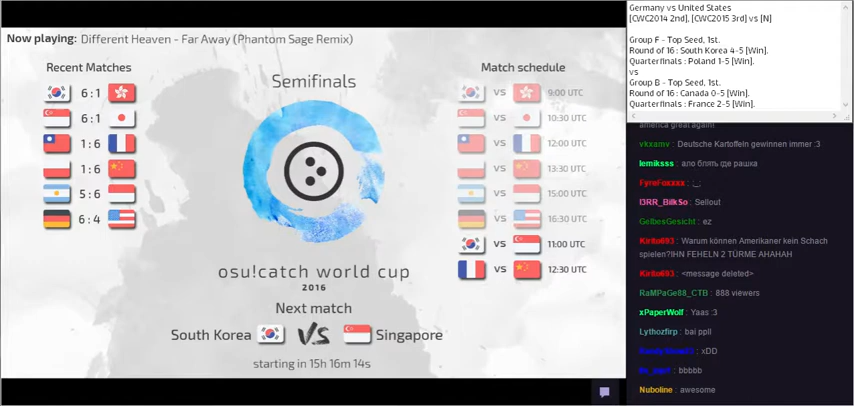 Now playing: Different Heaven - Far Away (Phantom Sage Remix)
Recent Matches
6 : 1
6 : 1
1 : 6
1 : 6
5 : 6
6 : 4
Semifinals
osu!catch world cup
2016
Next match
South Korea VS Singapore
starting in 15h 16m 14s
Match schedule
VS 9:00 UTC
VS 10:30 UTC
VS 12:00 UTC
VS 13:30 UTC
VS 15:00 UTC
VS 16:30 UTC
VS 11:00 UTC
VS 12:30 UTC
Germany vs United States
[CWC2014 2nd], [CWC2015 3rd] vs [N]
Group F - Top Seed, 1st.
Round of 16 : South Korea 4-5 [Win].
Quarterfinals : Poland 1-5 [Win].
vs
Group B - Top Seed, 1st.
Round of 16 : Canada 0-5 [Win].
Quarterfinals : France 2-5 [Win].
america great again!
vkxamv : Deutsche Kartoffeln gewinnen immer :3
lemiksss : ало блять где рашка
FyreFoxxxx : :_;
I3RR_BilkSo : Sellout
GelbesGesicht : ez
Kirito693 : Warum können Amerikaner kein Schach
spielen?IHN FEHELN 2 TÜRME AHAHAH
Kirito693 : <message deleted>
RaMPaGe88_CTB : 888 viewers
xPaperWolf : Yaas :3
Lythozfirp : bai ppll
: xDD
: bbbbb
Nuboline : awesome